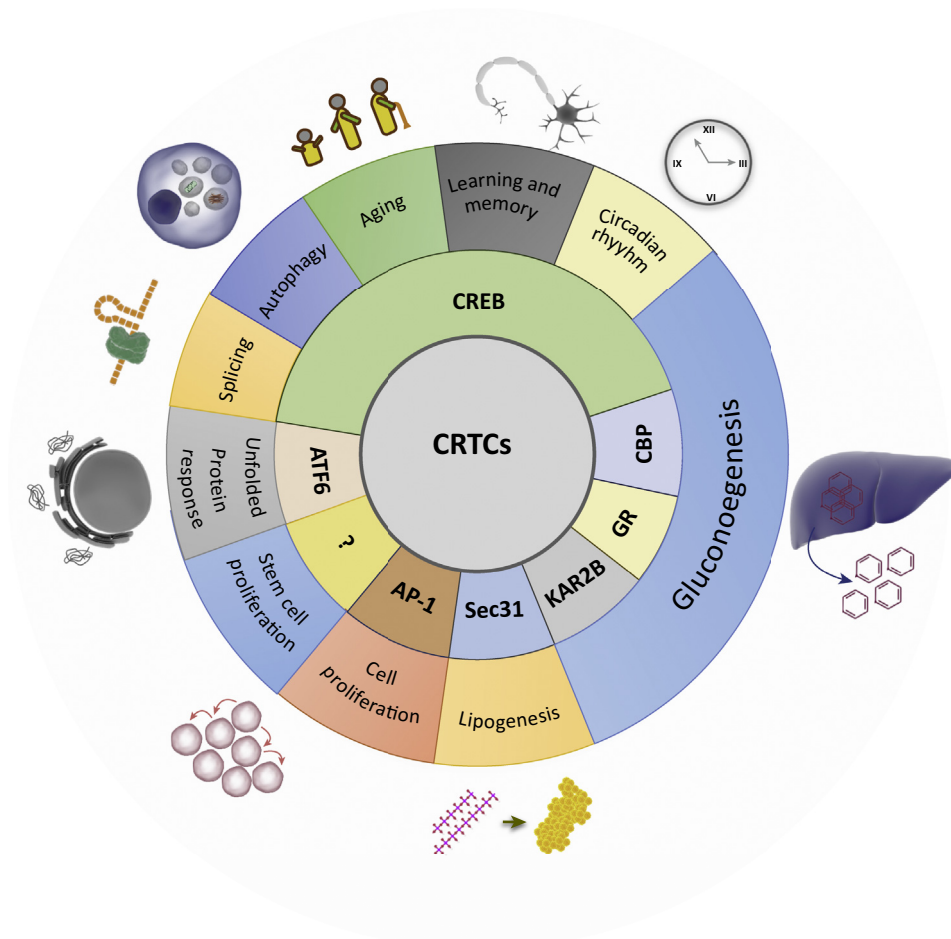 XII
IX
III
VI
Learning and
memory
Circadian
rhyyhm
Aging
Autophagy
Splicing
Unfolded
Protein
response
Stem cell
proliferation
Cell
proliferation
Lipogenesis
Gluconoegenesis
CREB
CBP
GR
KAR2B
Sec31
AP-1
?
ATF6
CRTCs